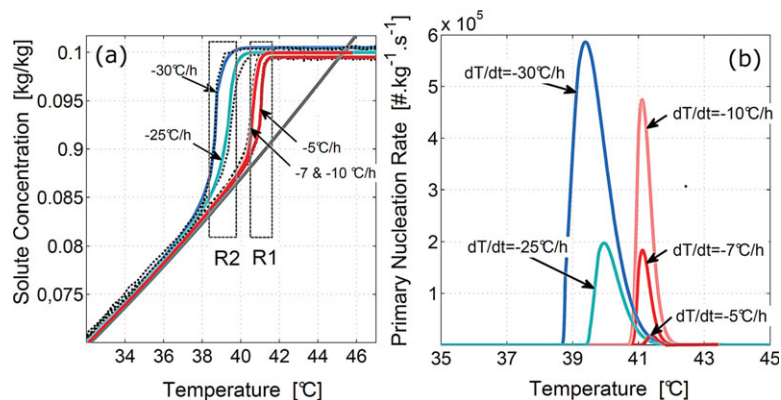 (a)
Solute Concentration [kg/kg]
0.1
0.095
0.9
0.085
0.08
0.075
-30℃/h
-25℃/h
-5℃/h
-7 & -10 ℃/h
R2
R1
34
36
38
40
42
44
46
Temperature [℃]
(b)
Primary Nucleation Rate [#.kg⁻¹.s⁻¹]
x 10⁵
6
5
4
3
2
1
0
dT/dt=-30℃/h
dT/dt=-10℃/h
dT/dt=-25℃/h
dT/dt=-7℃/h
dT/dt=-5℃/h
35
37
39
41
43
45
Temperature [℃]